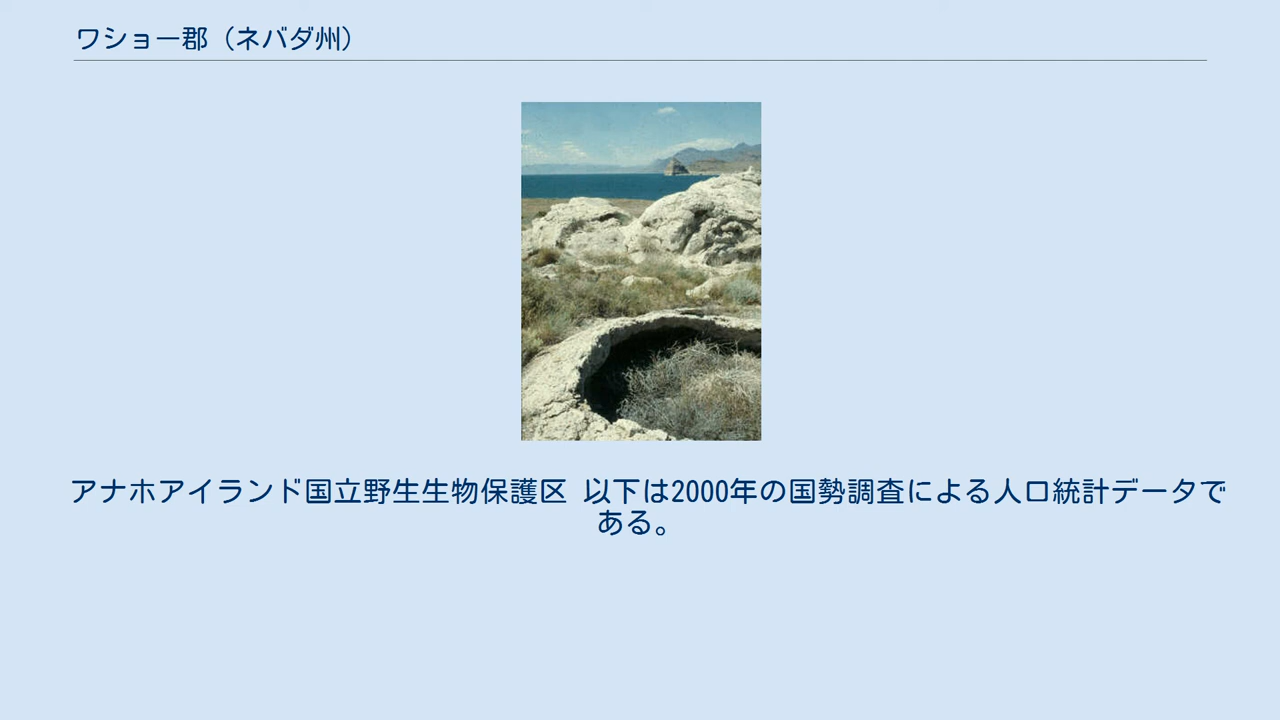 ワショー郡（ネバダ州）
アナホアイランド国立野生生物保護区 以下は2000年の国勢調査による人口統計データで
ある。